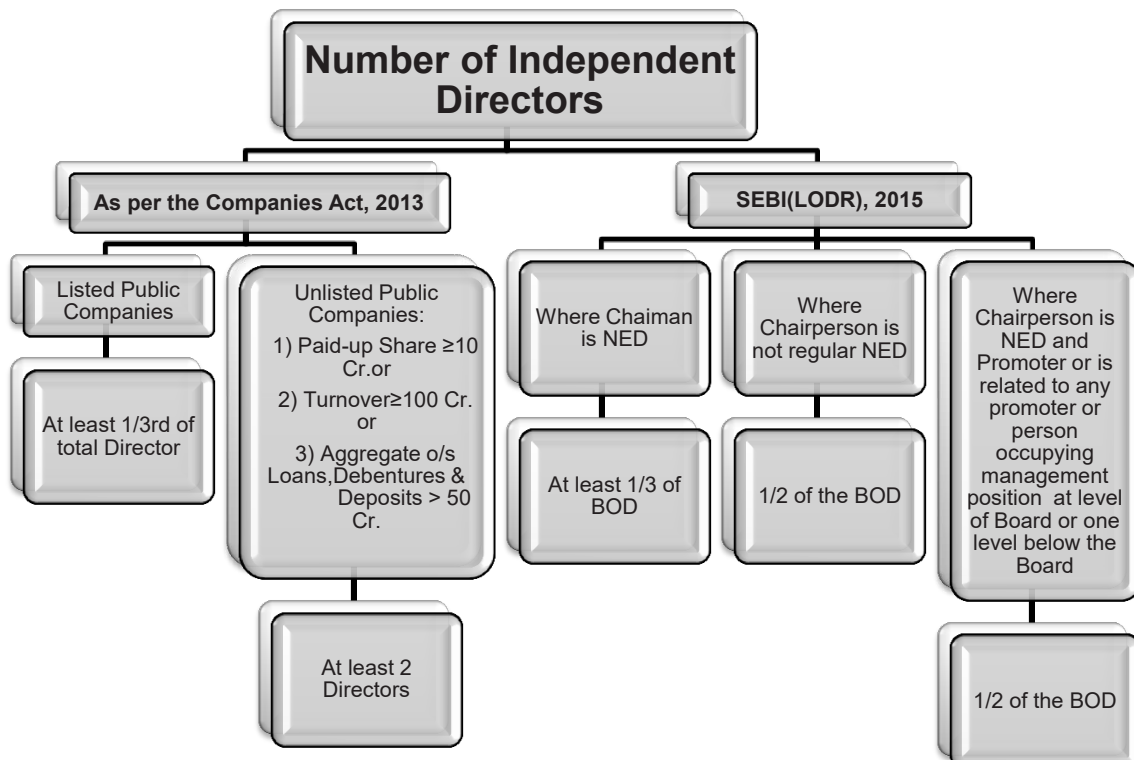 Number of Independent
Directors
As per the Companies Act, 2013
SEBI(LODR), 2015
Listed Public
Companies
At least 1/3rd of
total Director
Unlisted Public
Companies:
1) Paid-up Share ≥10
Cr.or
2) Turnover≥100 Cr.
or
3) Aggregate o/s
Loans,Debentures &
Deposits > 50
Cr.
At least 2
Directors
Where Chaiman
is NED
At least 1/3 of
BOD
Where
Chairperson is
not regular NED
1/2 of the BOD
Where
Chairperson is
NED and
Promoter or is
related to any
promoter or
person
occupying
management
position at level
of Board or one
level below the
Board
1/2 of the BOD